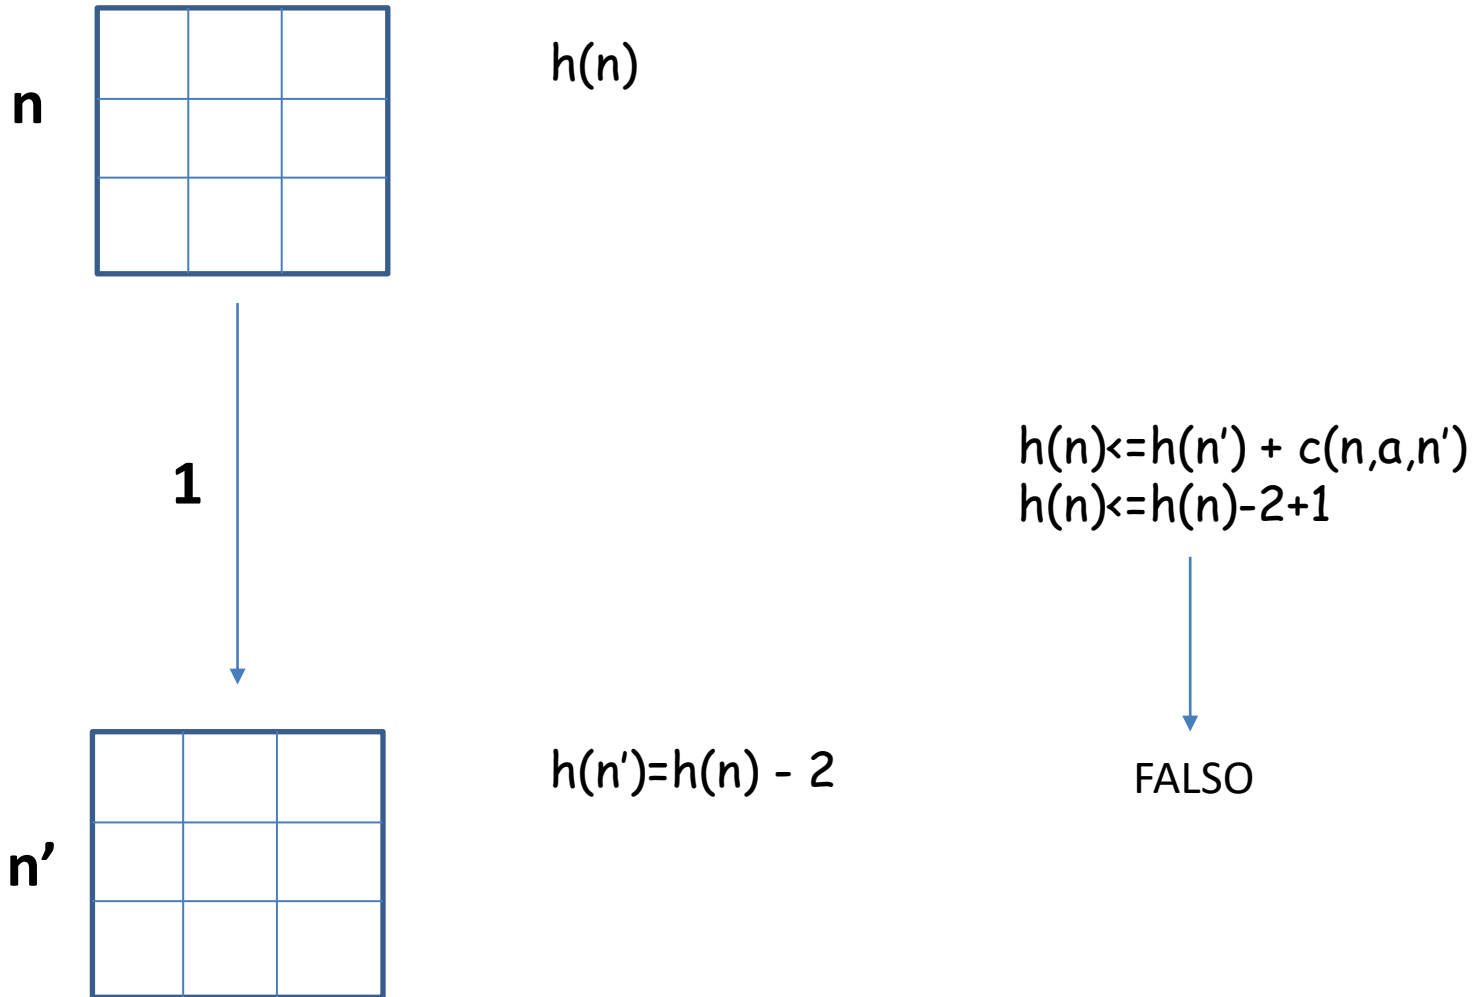 n
h(n)
1
h(n)<=h(n') + c(n,a,n')
h(n)<=h(n)-2+1
n’
h(n')=h(n) - 2
FALSO